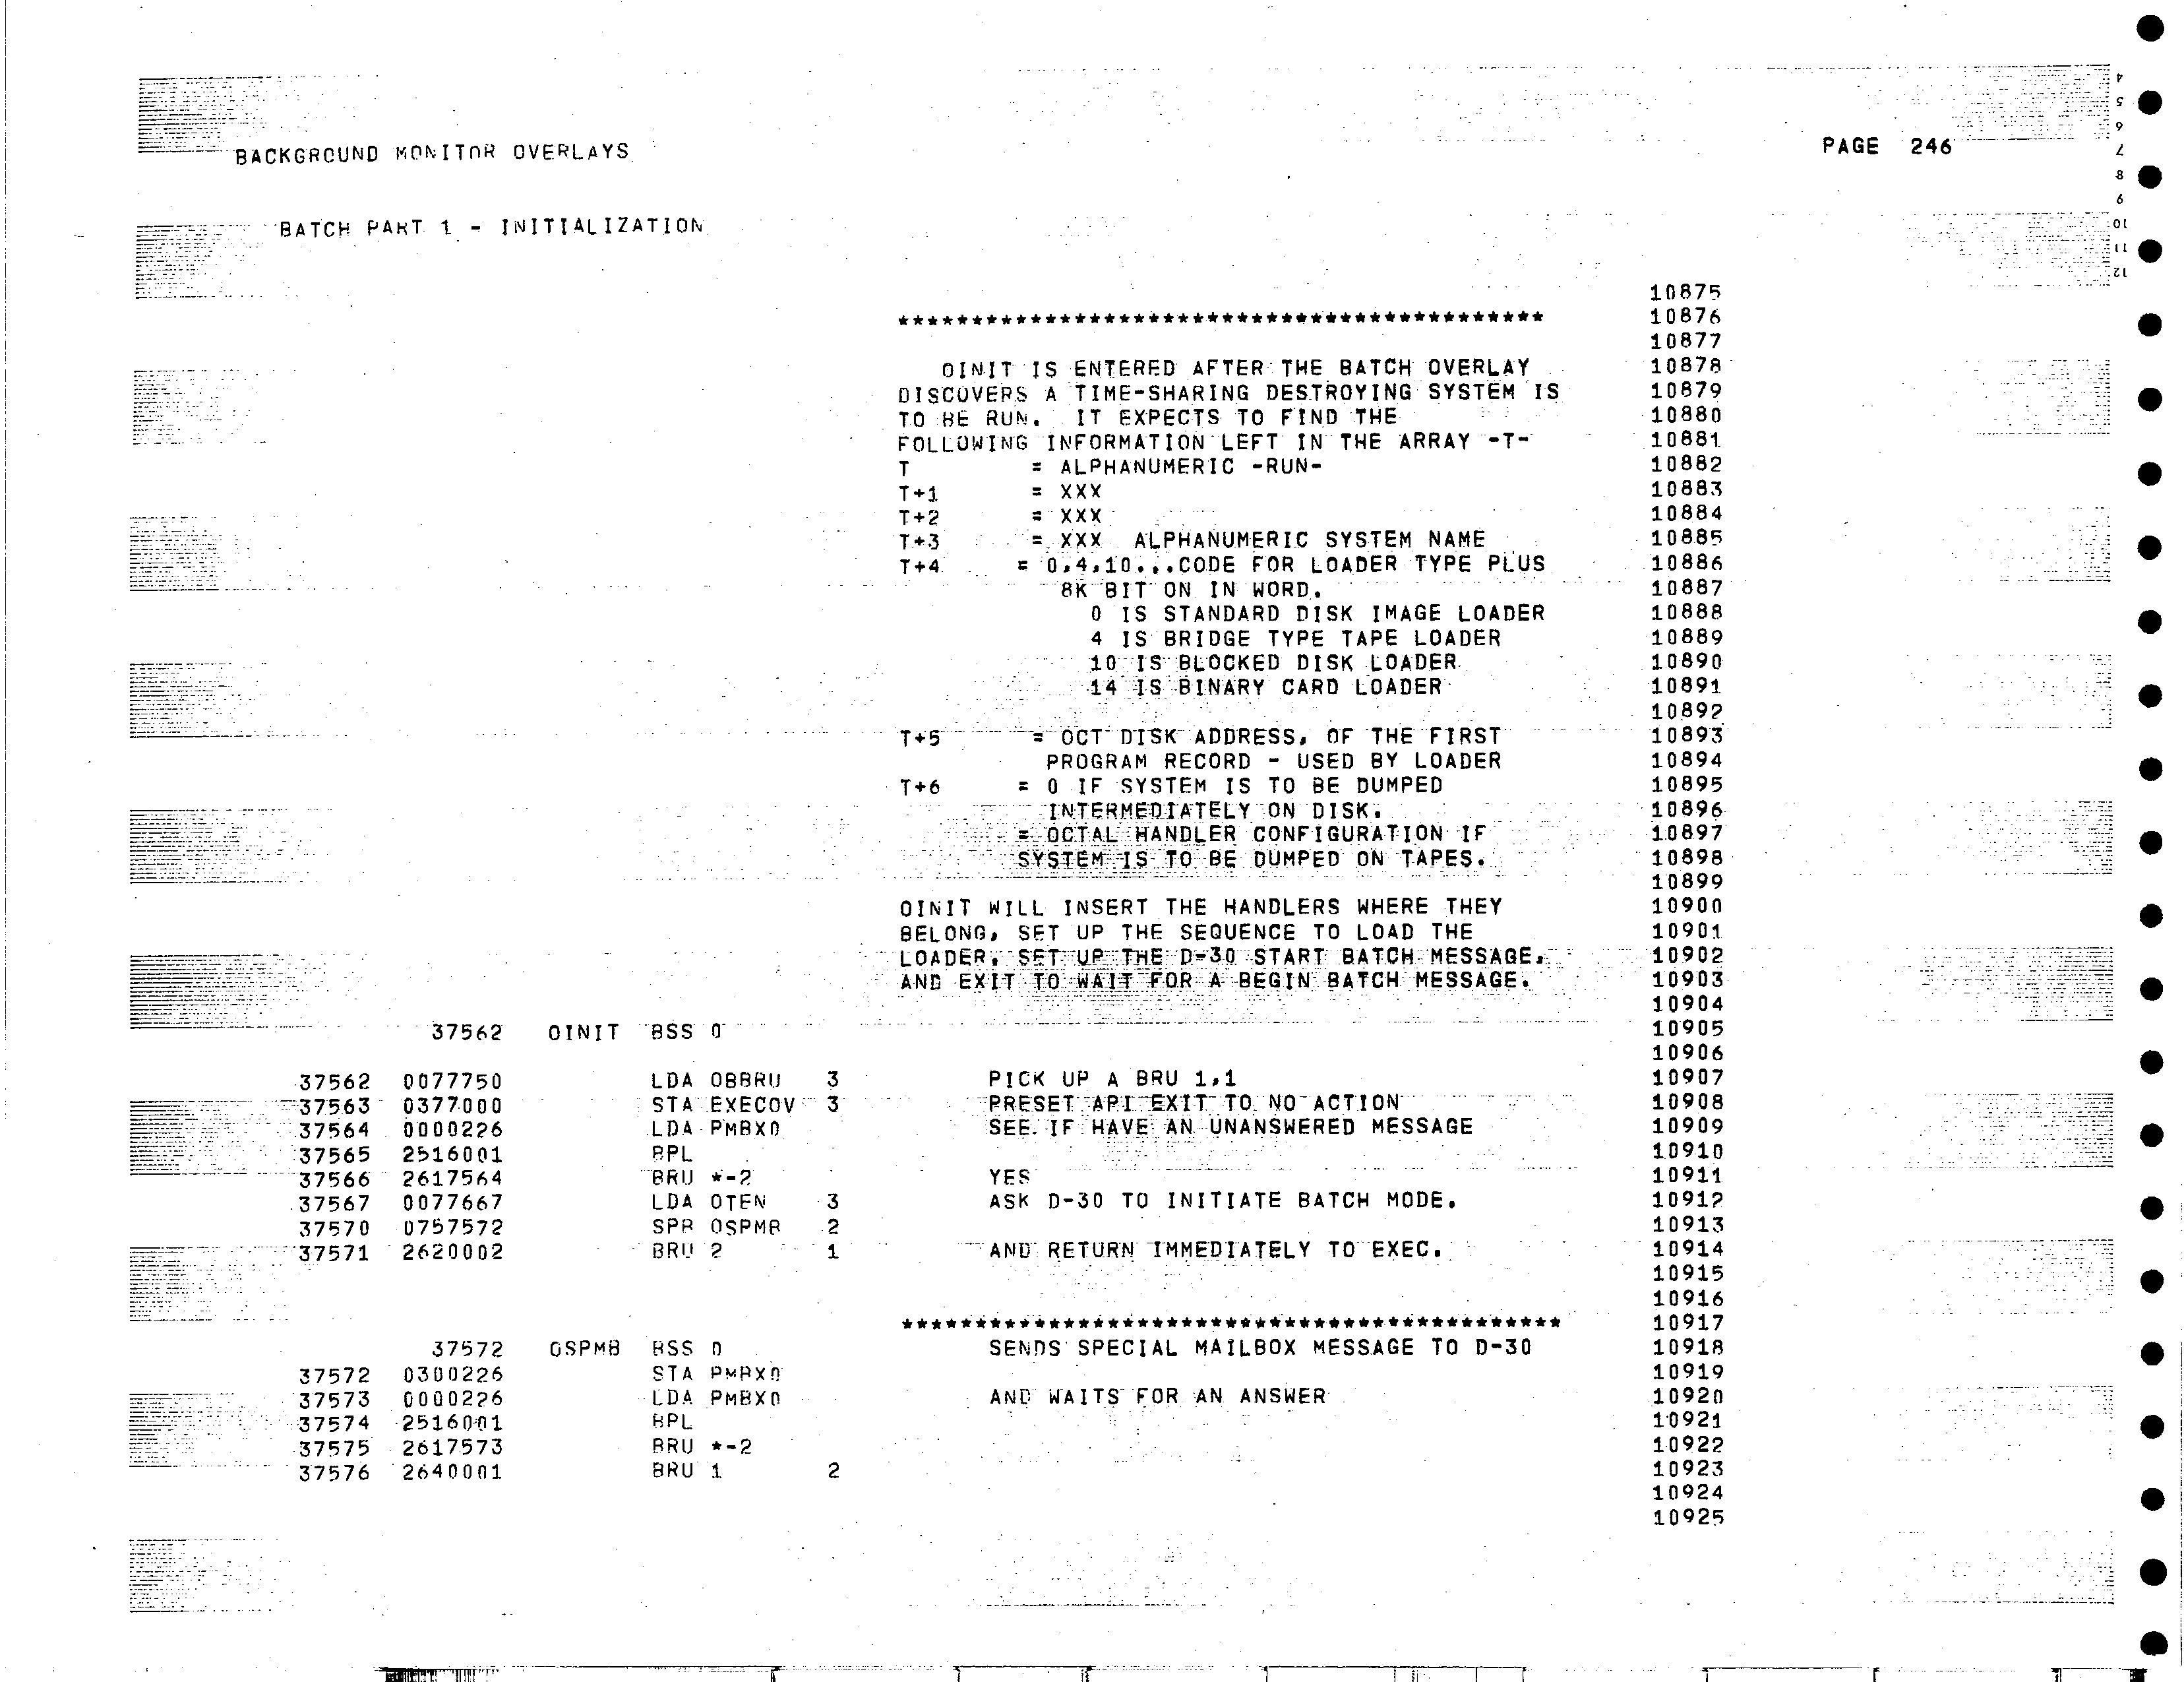 BACKGROUND MONITOR OVERLAYS PAGE 246
BATCH PART 1 - INITIALIZATION
10875
******************************************** 10876
10877
OINIT IS ENTERED AFTER THE BATCH OVERLAY 10878
DISCOVERS A TIME-SHARING DESTROYING SYSTEM IS 10879
TO BE RUN. IT EXPECTS TO FIND THE 10880
FOLLOWING INFORMATION LEFT IN THE ARRAY -T- 10881
T = ALPHANUMERIC -RUN- 10882
T+1 = XXX 10883
T+2 = XXX 10884
T+3 = XXX ALPHANUMERIC SYSTEM NAME 10885
T+4 = 0,4,10...CODE FOR LOADER TYPE PLUS 10886
8K BIT ON IN WORD. 10887
0 IS STANDARD DISK IMAGE LOADER 10888
4 IS BRIDGE TYPE TAPE LOADER 10889
10 IS BLOCKED DISK LOADER 10890
14 IS BINARY CARD LOADER 10891
10892
T+5 = OCT DISK ADDRESS, OF THE FIRST 10893
PROGRAM RECORD - USED BY LOADER 10894
T+6 = 0 IF SYSTEM IS TO BE DUMPED 10895
INTERMEDIATELY ON DISK. 10896
= OCTAL HANDLER CONFIGURATION IF 10897
SYSTEM IS TO BE DUMPED ON TAPES. 10898
10899
OINIT WILL INSERT THE HANDLERS WHERE THEY 10900
BELONG, SET UP THE SEQUENCE TO LOAD THE 10901
LOADER, SET UP THE D-30 START BATCH MESSAGE, 10902
AND EXIT TO WAIT FOR A BEGIN BATCH MESSAGE. 10903
10904
37562 OINIT BSS 0 10905
10906
37562 0077750 LDA OBBRU 3 PICK UP A BRU 1,1 10907
37563 0377000 STA EXECOV 3 PRESET API EXIT TO NO ACTION 10908
37564 0000226 LDA PMBX0 SEE IF HAVE AN UNANSWERED MESSAGE 10909
37565 2516001 BPL 10910
37566 2617564 BRU *-2 YES 10911
37567 0077667 LDA OTEN 3 ASK D-30 TO INITIATE BATCH MODE. 10912
37570 0757572 SPB OSPMB 2 10913
37571 2620002 BRU 2 1 AND RETURN IMMEDIATELY TO EXEC. 10914
10915
10916
********************************************* 10917
37572 OSPMB BSS 0 SENDS SPECIAL MAILBOX MESSAGE TO D-30 10918
37572 0300226 STA PMBX0 10919
37573 0000226 LDA PMBX0 AND WAITS FOR AN ANSWER 10920
37574 2516001 BPL 10921
37575 2617573 BRU *-2 10922
37576 2640001 BRU 1 2 10923
10924
10925
4
5
6
7
8
9
10
11
12